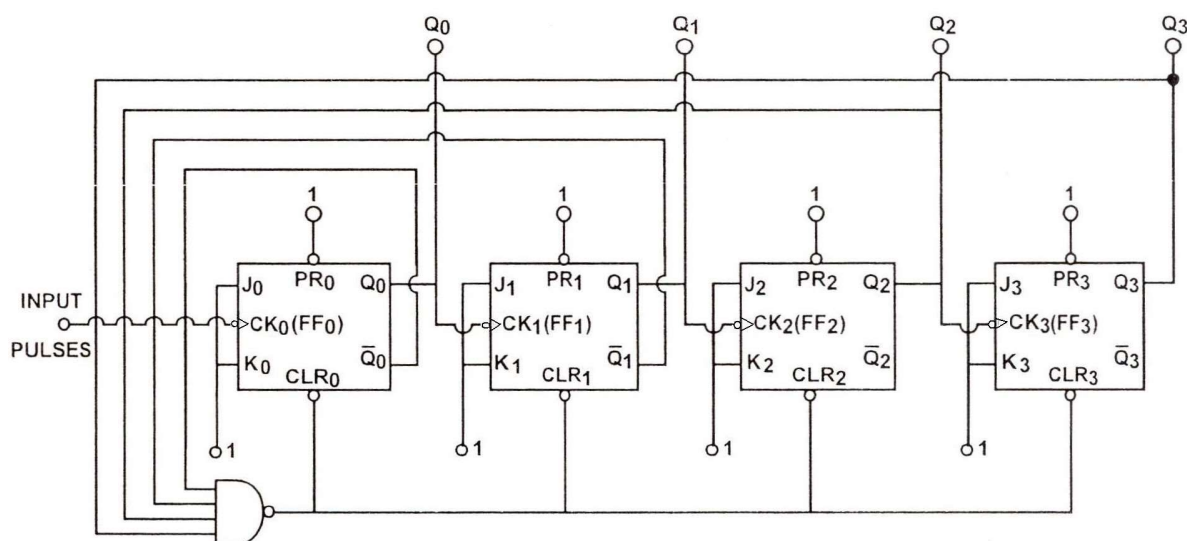 Q0 Q1 Q2 Q3
1 1 1 1
J0 PR0 Q0 J1 PR1 Q1 J2 PR2 Q2 J3 PR3 Q3
INPUT
PULSES
CK0(FF0) CK1(FF1) CK2(FF2) CK3(FF3)
K0 Q̅0 K1 Q̅1 K2 Q̅2 K3 Q̅3
CLR0 CLR1 CLR2 CLR3
1 1 1 1